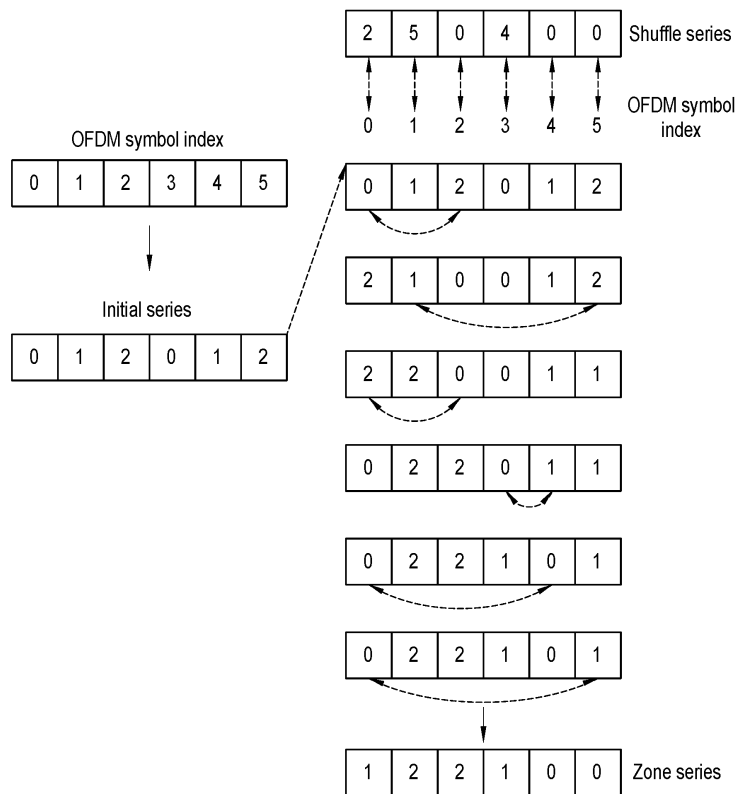 2 5 0 4 0 0 Shuffle series
0 1 2 3 4 5
OFDM symbol
index
OFDM symbol index
0 1 2 3 4 5
0 1 2 0 1 2
2 1 0 0 1 2
Initial series
0 1 2 0 1 2
2 2 0 0 1 1
0 2 2 0 1 1
0 2 2 1 0 1
0 2 2 1 0 1
1 2 2 1 0 0 Zone series